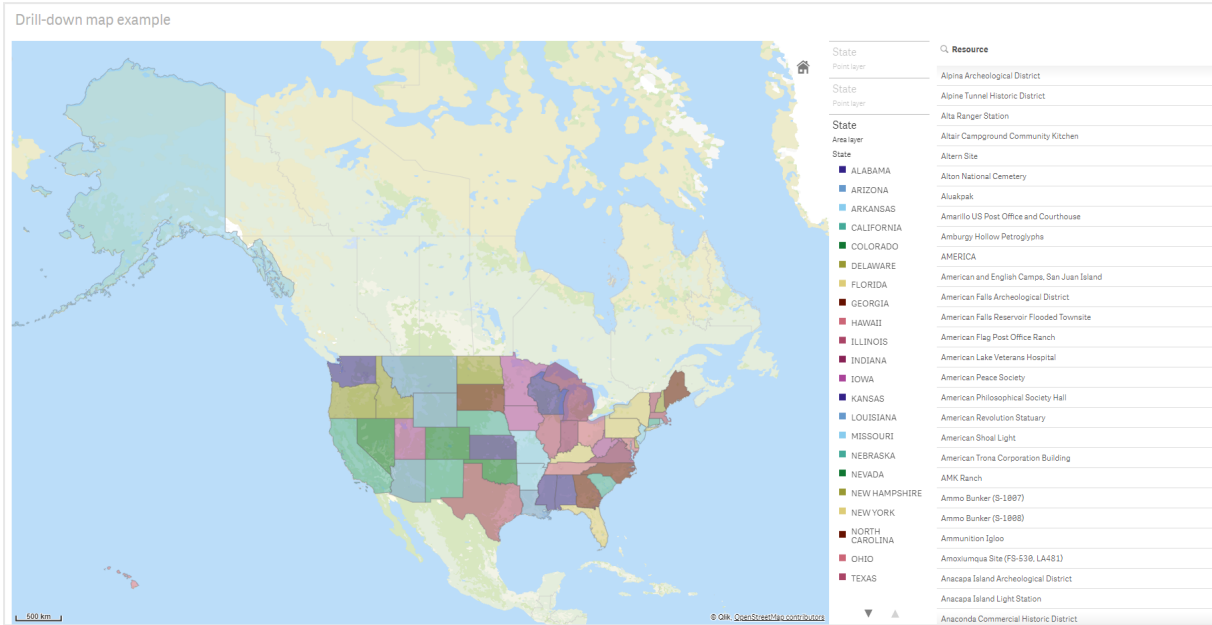 Drill-down map example
500 km
© Qlik, OpenStreetMap contributors
State
Point layer
State
Point layer
State
Area layer
State
ALABAMA
ARIZONA
ARKANSAS
CALIFORNIA
COLORADO
DELAWARE
FLORIDA
GEORGIA
HAWAII
ILLINOIS
INDIANA
IOWA
KANSAS
LOUISIANA
MISSOURI
NEBRASKA
NEVADA
NEW HAMPSHIRE
NEW YORK
NORTH
CAROLINA
OHIO
TEXAS
Resource
Alpina Archeological District
Alpine Tunnel Historic District
Alta Ranger Station
Altair Campground Community Kitchen
Altern Site
Alton National Cemetery
Aluakpak
Amarillo US Post Office and Courthouse
Amburgy Hollow Petroglyphs
AMERICA
American and English Camps, San Juan Island
American Falls Archeological District
American Falls Reservoir Flooded Townsite
American Flag Post Office Ranch
American Lake Veterans Hospital
American Peace Society
American Philosophical Society Hall
American Revolution Statuary
American Shoal Light
American Trona Corporation Building
AMK Ranch
Ammo Bunker (S-1007)
Ammo Bunker (S-1008)
Ammunition Igloo
Amoxiumqua Site (FS-530, LA481)
Anacapa Island Archeological District
Anacapa Island Light Station
Anaconda Commercial Historic District